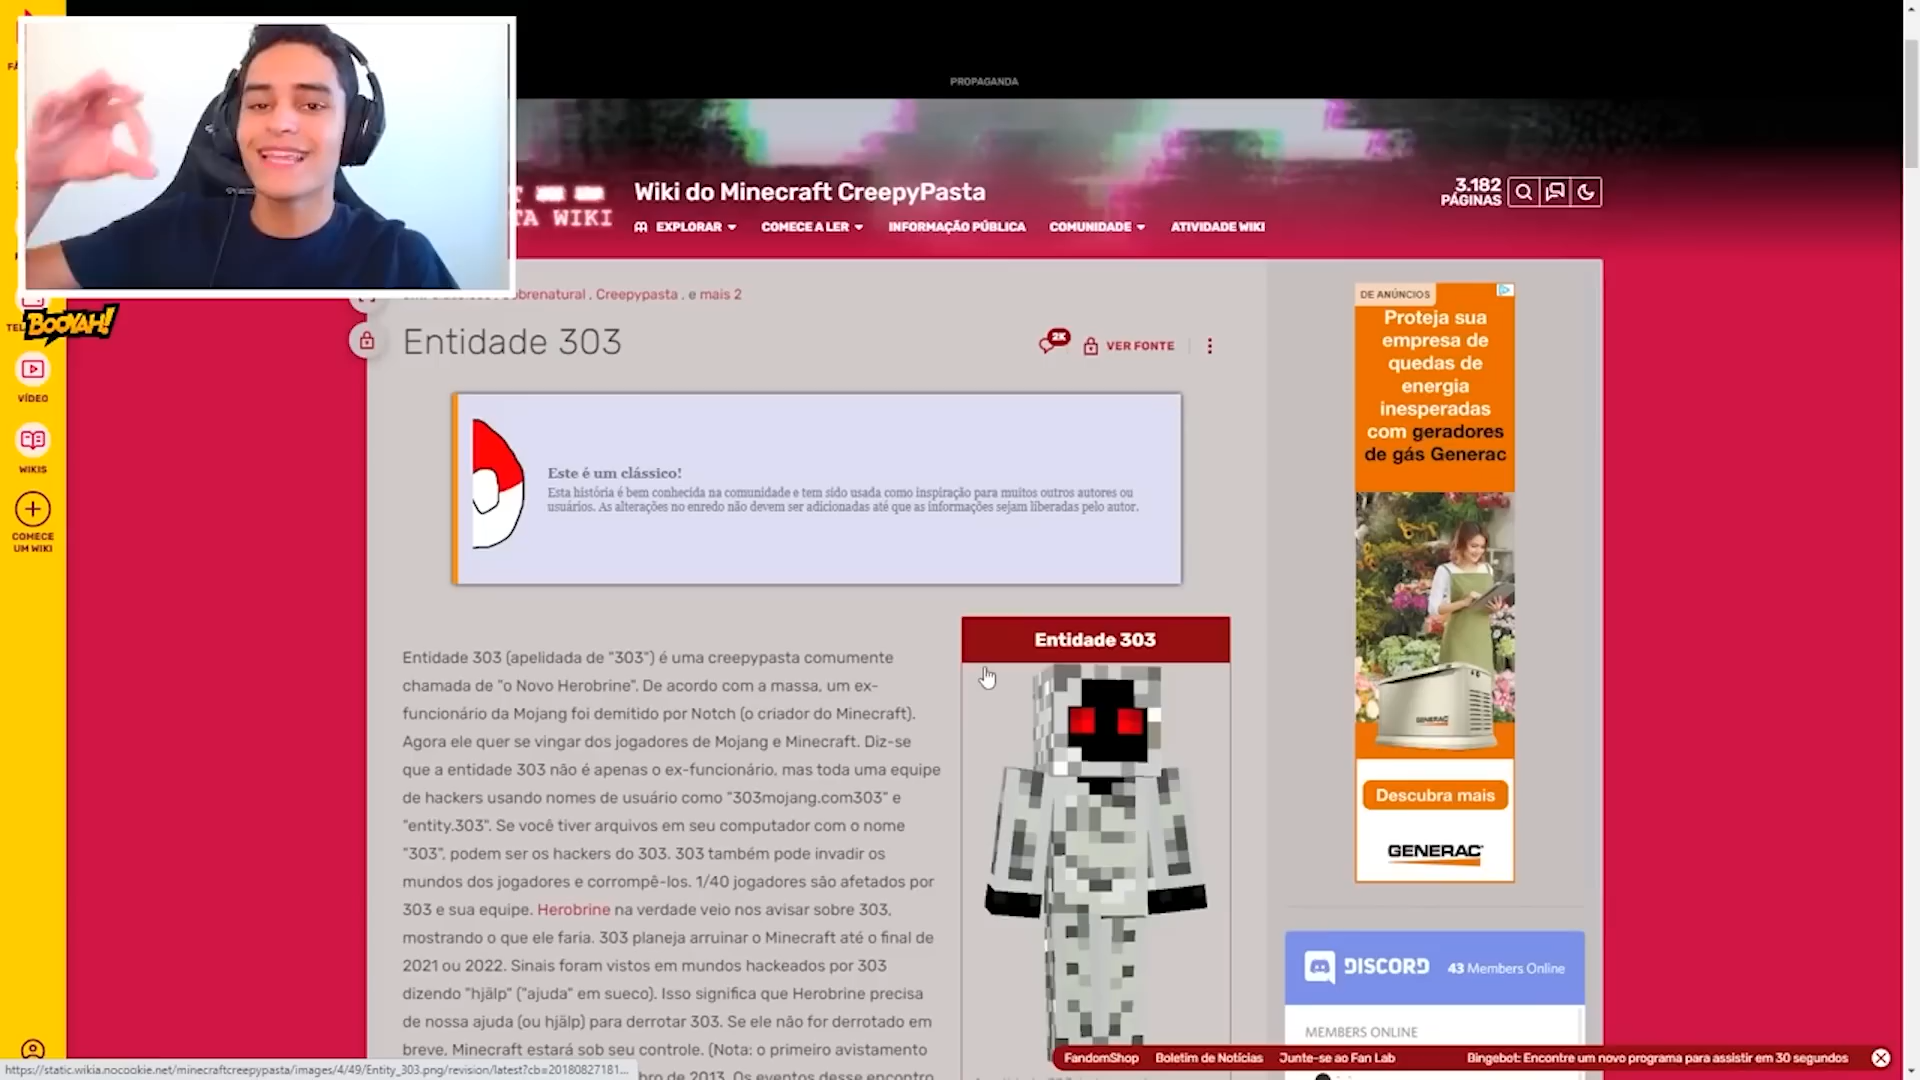 PROPAGANDA
TA WIKI
Wiki do Minecraft CreepyPasta
3.182
PÁGINAS
EXPLORAR
COMECE A LER
INFORMAÇÃO PÚBLICA
COMUNIDADE
ATIVIDADE WIKI
BOOYAH!
VÍDEO
WIKIS
COMECE
UM WIKI
Creepypasta , e mais 2
Entidade 303
2K
VER FONTE
Este é um clássico!
Esta história é bem conhecida na comunidade e tem sido usada como inspiração para muitos outros autores ou
usuários. As alterações no enredo não devem ser adicionadas até que as informações sejam liberadas pelo autor.
Entidade 303 (apelidada de "303") é uma creepypasta comumente
chamada de "o Novo Herobrine". De acordo com a massa, um ex-
funcionário da Mojang foi demitido por Notch (o criador do Minecraft).
Agora ele quer se vingar dos jogadores de Mojang e Minecraft. Diz-se
que a entidade 303 não é apenas o ex-funcionário, mas toda uma equipe
de hackers usando nomes de usuário como "303mojang.com303" e
"entity.303". Se você tiver arquivos em seu computador com o nome
"303", podem ser os hackers do 303. 303 também pode invadir os
mundos dos jogadores e corrompê-los. 1/40 jogadores são afetados por
303 e sua equipe. Herobrine na verdade veio nos avisar sobre 303,
mostrando o que ele faria. 303 planeja arruinar o Minecraft até o final de
2021 ou 2022. Sinais foram vistos em mundos hackeados por 303
dizendo "hjälp" ("ajuda" em sueco). Isso significa que Herobrine precisa
de nossa ajuda (ou hjälp) para derrotar 303. Se ele não for derrotado em
breve, Minecraft estará sob seu controle. (Nota: o primeiro avistamento
bro de 2013. Os eventos desse encontro
Entidade 303
DE ANÚNCIOS
Proteja sua
empresa de
quedas de
energia
inesperadas
com geradores
de gás Generac
GENERAC
Descubra mais
GENERAC
DISCORD
43 Members Online
MEMBERS ONLINE
FandomShop
Boletim de Notícias
Junte-se ao Fan Lab
Bingebot: Encontre um novo programa para assistir em 30 segundos
https://static.wikia.nocookie.net/minecraftcreepypasta/images/4/49/Entity_303.png/revision/latest?cb=20180827181...